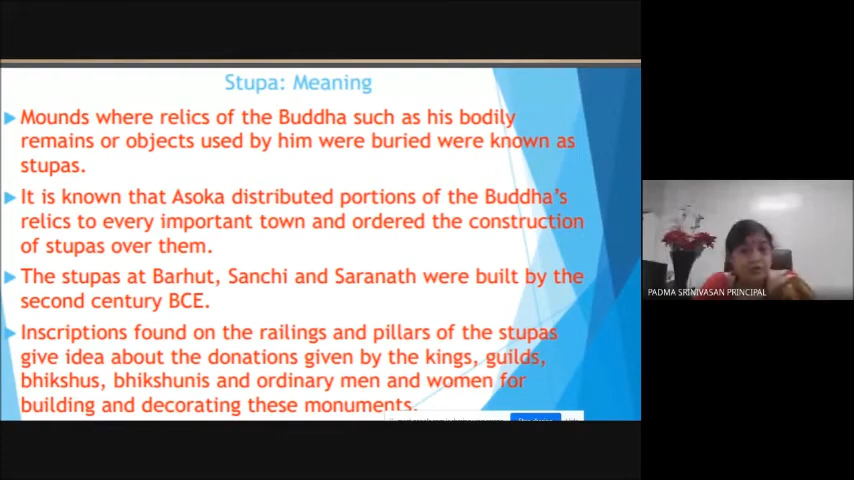 Stupa: Meaning
Mounds where relics of the Buddha such as his bodily
remains or objects used by him were buried were known as
stupas.
It is known that Asoka distributed portions of the Buddha's
relics to every important town and ordered the construction
of stupas over them.
The stupas at Barhut, Sanchi and Saranath were built by the
second century BCE.
Inscriptions found on the railings and pillars of the stupas
give idea about the donations given by the kings, guilds,
bhikshus, bhikshunis and ordinary men and women for
building and decorating these monuments.
PADMA SRINIVASAN PRINCIPAL